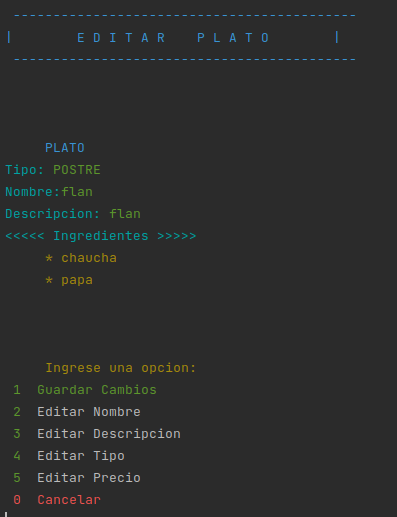 -------------------------------------------
|        E D I T A R    P L A T O        |
-------------------------------------------
PLATO
Tipo: POSTRE
Nombre:flan
Descripcion: flan
<<<<< Ingredientes >>>>>
* chaucha
* papa
Ingrese una opcion:
1  Guardar Cambios
2  Editar Nombre
3  Editar Descripcion
4  Editar Tipo
5  Editar Precio
0  Cancelar